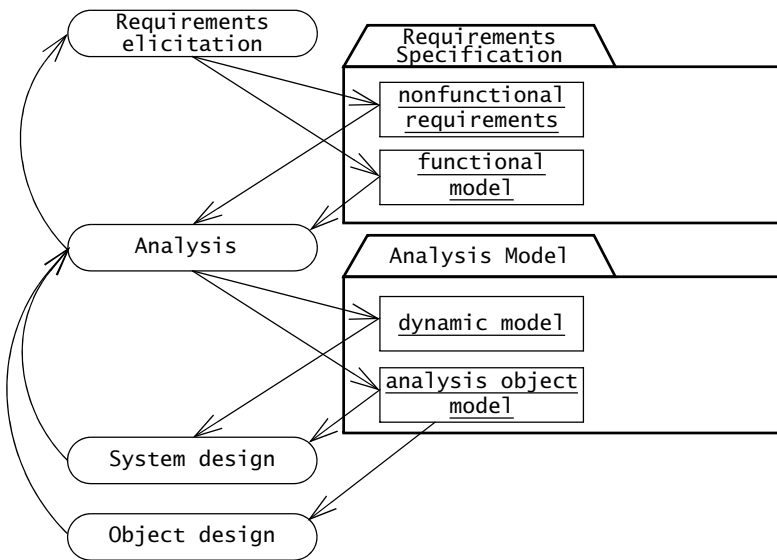 Requirements
elicitation
Requirements
Specification
nonfunctional
requirements
functional
model
Analysis
Analysis Model
dynamic model
analysis object
model
System design
Object design